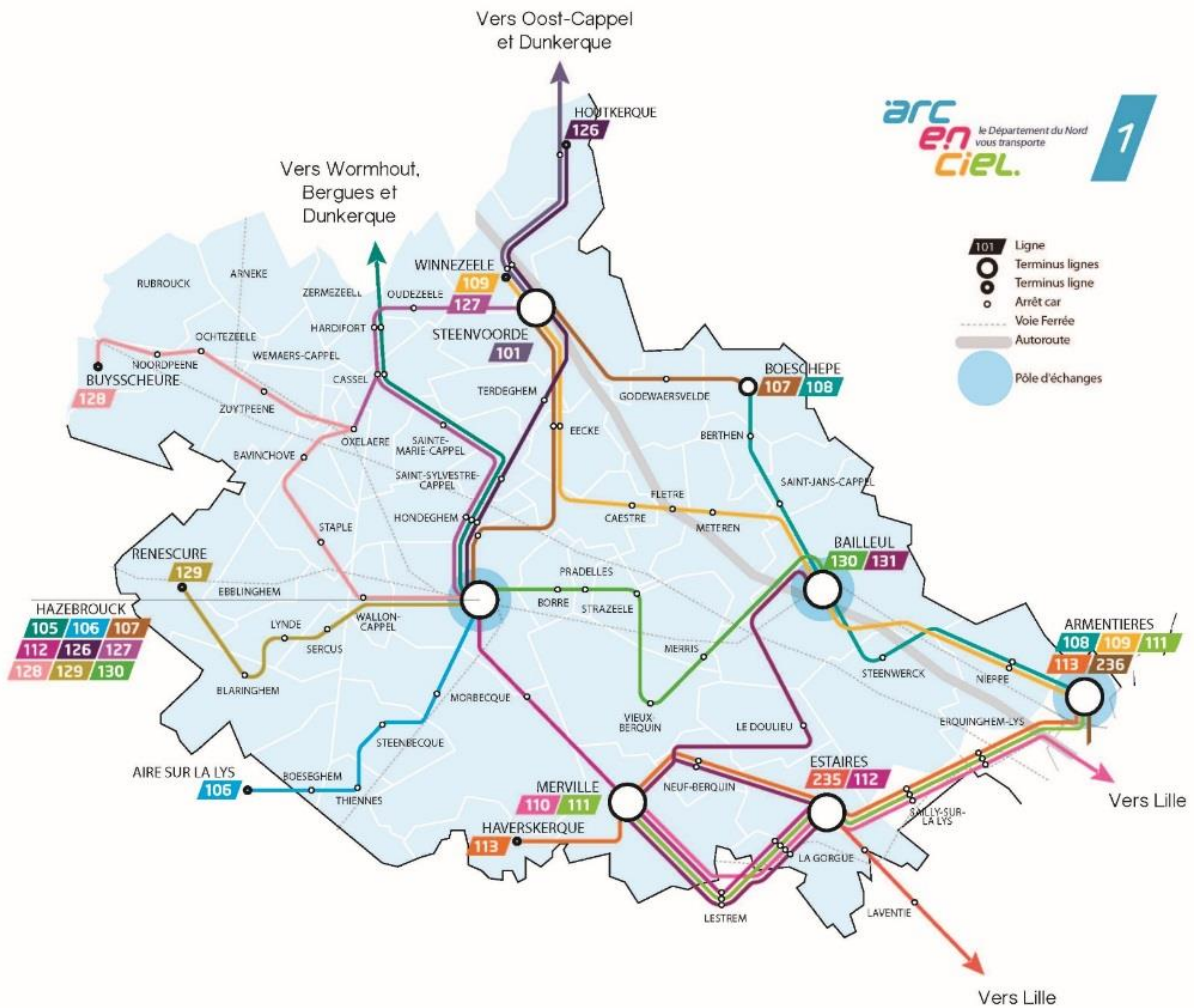 Vers Oost-Cappel
et Dunkerque
HOUTKERQUE
126
arc
en
ciel.
le Département du Nord
vous transporte
1
Vers Wormhout,
Bergues et
Dunkerque
101 Ligne
Terminus lignes
Terminus ligne
Arrêt car
Voie Ferrée
Autoroute
Pôle d'échanges
WINNEZEELE
109
127
STEENVOORDE
101
RUBROUCK
ARNEKE
ZERMEZEELL
OUDEZEELE
HARDIFORT
OCHTEZEELE
WEMAERS-CAPPEL
NOORDPEENE
BUYSSCHEURE
128
CASSEL
ZUYTPEENE
TERDEGHEM
BOESCHEPE
107 108
GODEWAERSVELDE
BERTHEN
EECKE
OXELAERE
SAINTE-
MARIE-CAPPEL
BAVINCHOVE
SAINT-SYLVESTRE-
CAPPEL
SAINT-JANS-CAPPEL
FLETRE
CAESTRE
METEREN
HONDEGHEM
STAPLE
BAILLEUL
130 131
RENESCURE
129
EBBLINGHEM
PRADELLES
BORRE
STRAZEELE
HAZEBROUCK
105 106 107
112 126 127
128 129 130
WALLON-
CAPPEL
LYNDE
SERCUS
BLARINGHEM
MERRIS
STEENWERCK
ARMENTIERES
108 109 111
113 236
NIEPPE
MORBECQUE
VIEUX-
BERQUIN
LE DOULIEU
ERQUINGHEM-LYS
STEENBECQUE
AIRE SUR LA LYS
106
BOESEGHEM
THIENNES
MERVILLE
110 111
NEUF-BERQUIN
ESTAIRES
235 112
SAILLY-SUR-
LA LYS
Vers Lille
HAVERSKERQUE
113
LA GORGUE
LESTREM
LAVENTIE
Vers Lille